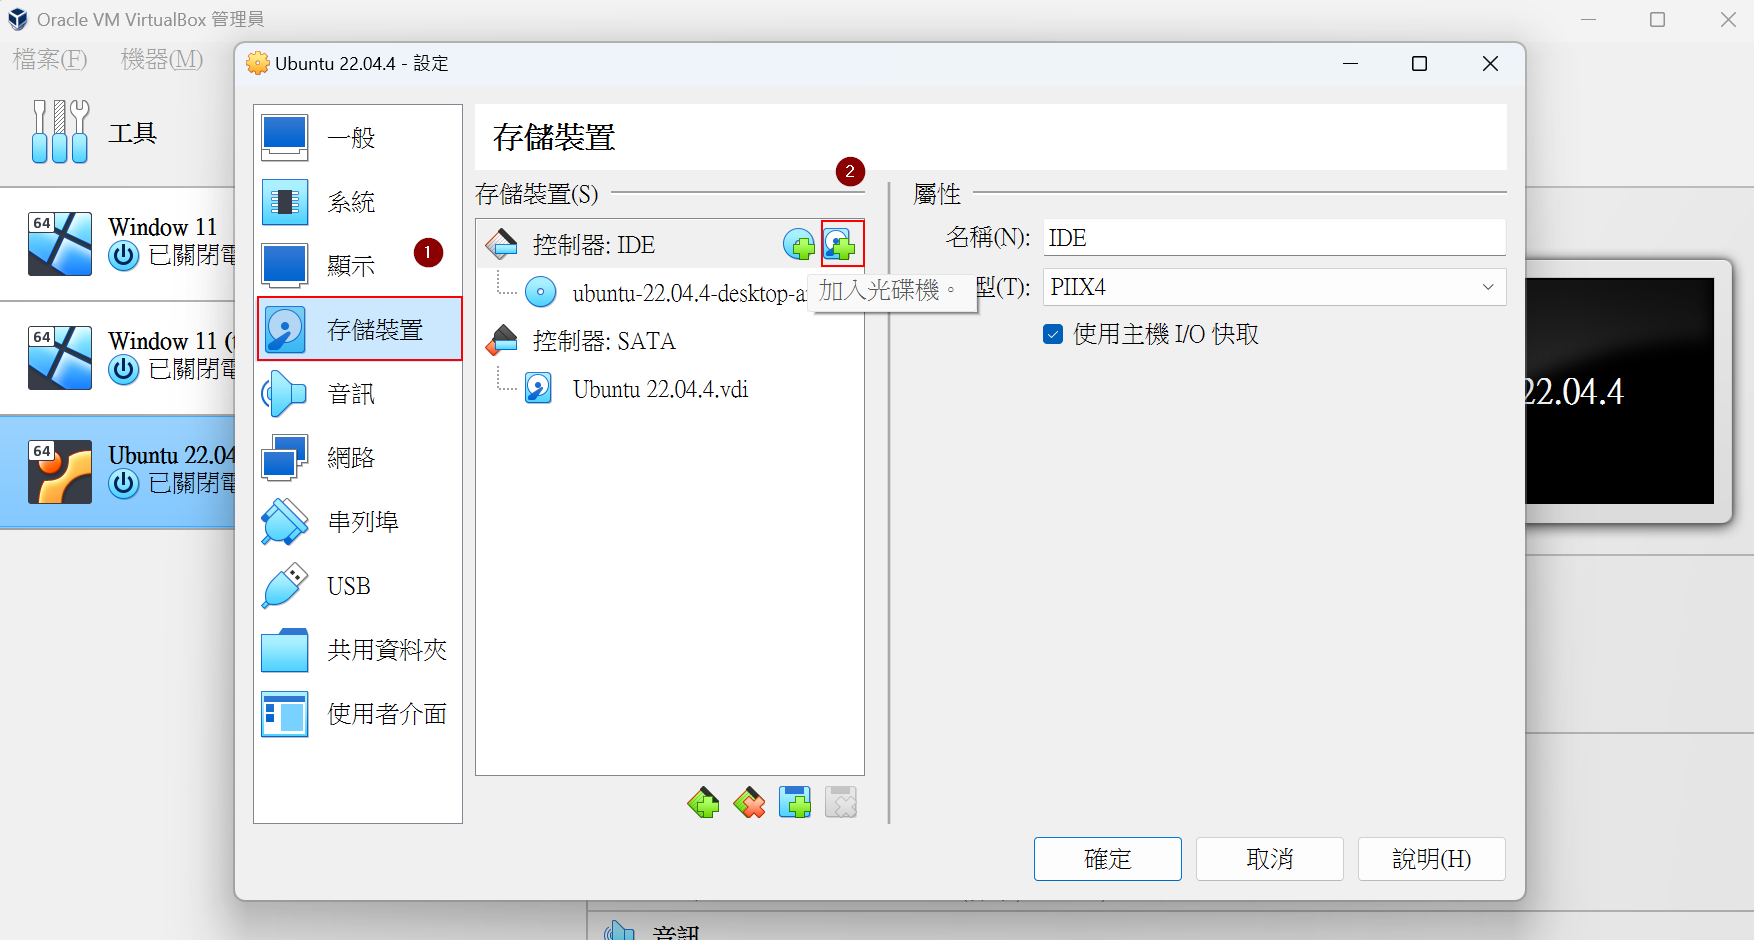 Oracle VM VirtualBox 管理員
檔案(F)
機器(M)
工具
64
Window 11
已關閉電
64
Window 11 (
已關閉電
64
Ubuntu 22.04
已關閉電
Ubuntu 22.04.4 - 設定
一般
系統
1
顯示
存儲裝置
音訊
網路
串列埠
USB
共用資料夾
使用者介面
存儲裝置
2
存儲裝置(S)
控制器: IDE
ubuntu-22.04.4-desktop-a
加入光碟機。
控制器: SATA
Ubuntu 22.04.4.vdi
屬性
名稱(N):
IDE
型(T):
PIIX4
使用主機 I/O 快取
22.04.4
確定
取消
說明(H)
音訊